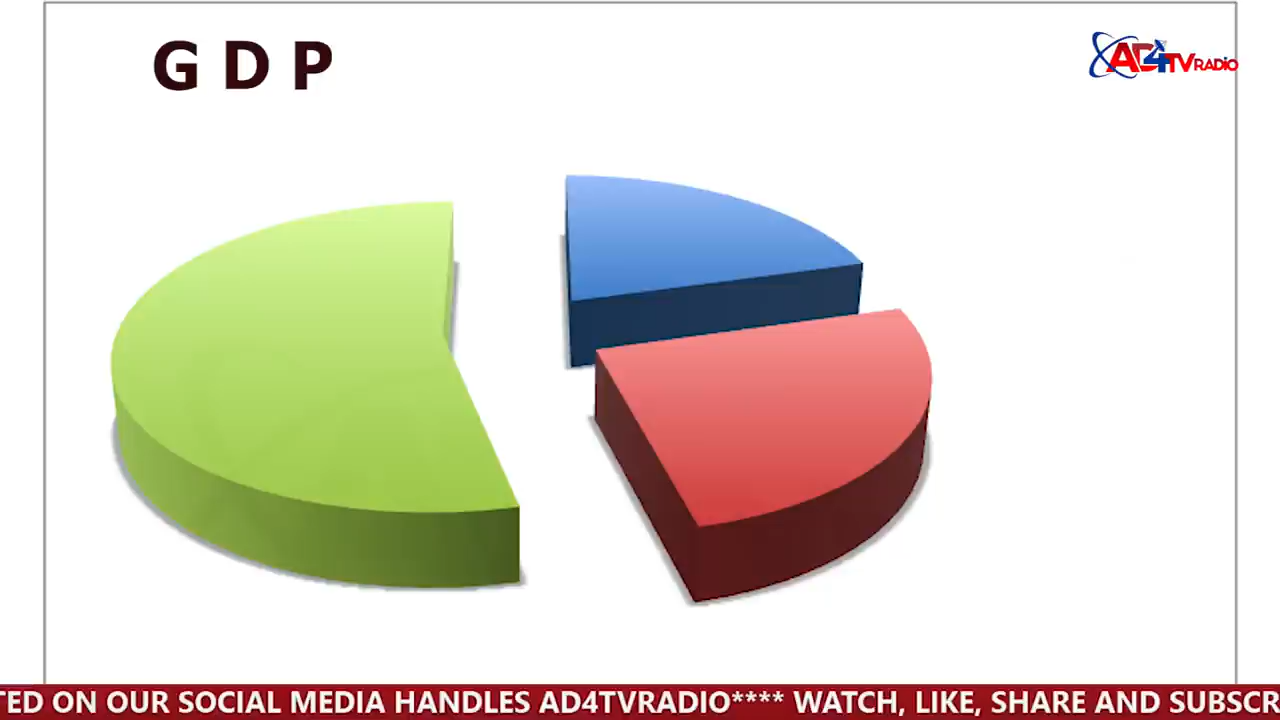 G D P
AD4TVRADIO
TED ON OUR SOCIAL MEDIA HANDLES AD4TVRADIO**** WATCH, LIKE, SHARE AND SUBSCR